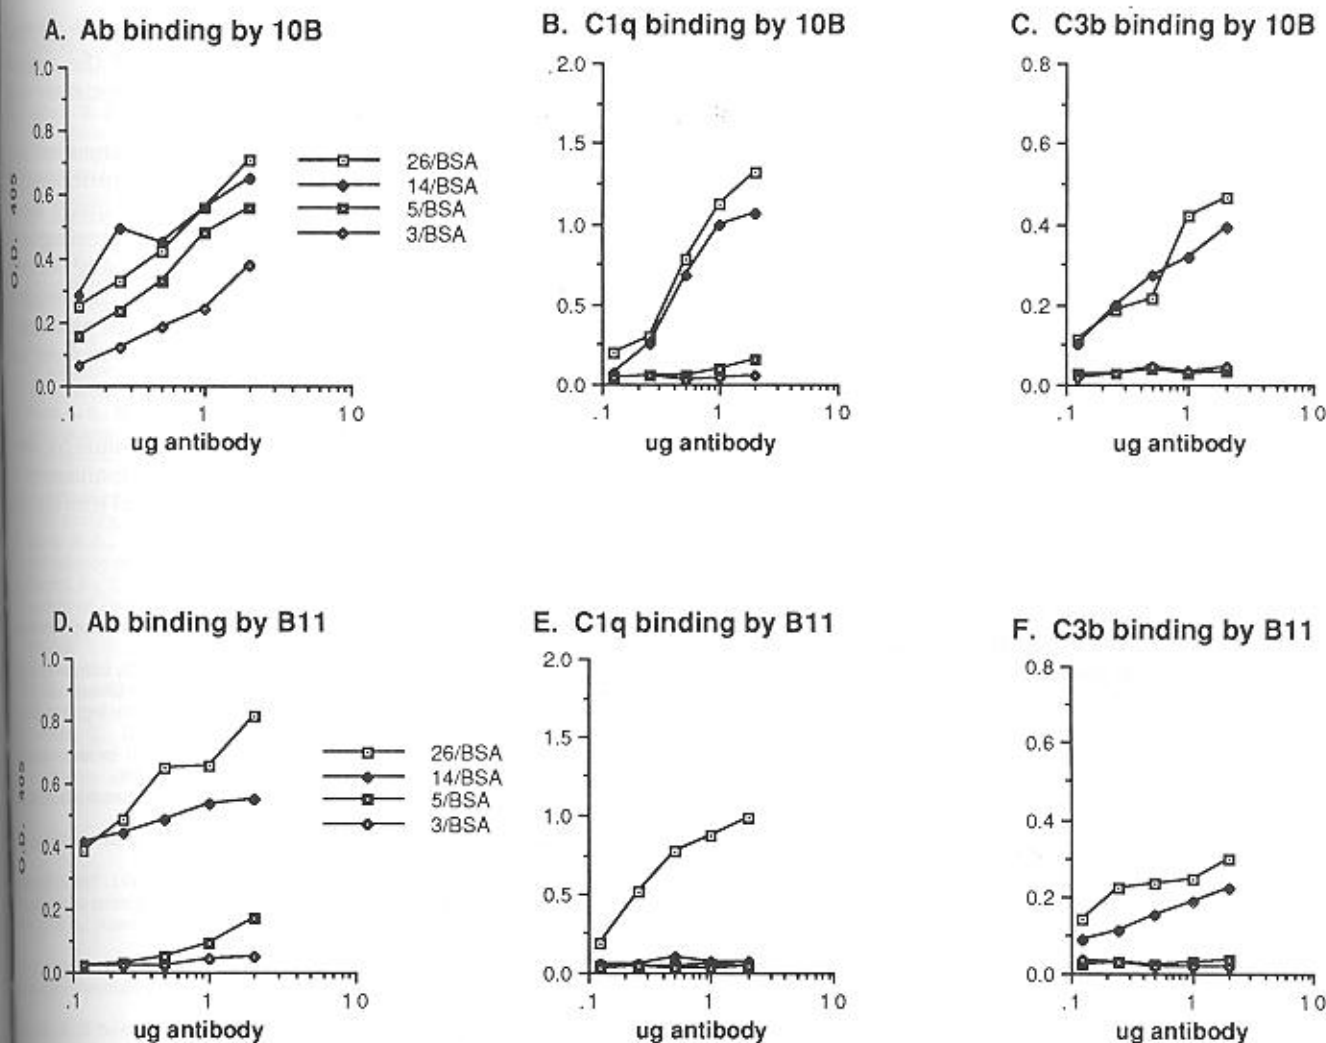 A. Ab binding by 10B
B. C1q binding by 10B
C. C3b binding by 10B
1.0
0.8
0.6
0.4
0.2
0.0
O.D. 405
.1
1
10
ug antibody
26/BSA
14/BSA
5/BSA
3/BSA
2.0
1.5
1.0
0.5
0.0
.1
1
10
ug antibody
0.8
0.6
0.4
0.2
0.0
.1
1
10
ug antibody
D. Ab binding by B11
E. C1q binding by B11
F. C3b binding by B11
1.0
0.8
0.6
0.4
0.2
0.0
O.D. 405
.1
1
10
ug antibody
26/BSA
14/BSA
5/BSA
3/BSA
2.0
1.5
1.0
0.5
0.0
.1
1
10
ug antibody
0.8
0.6
0.4
0.2
0.0
.1
1
10
ug antibody